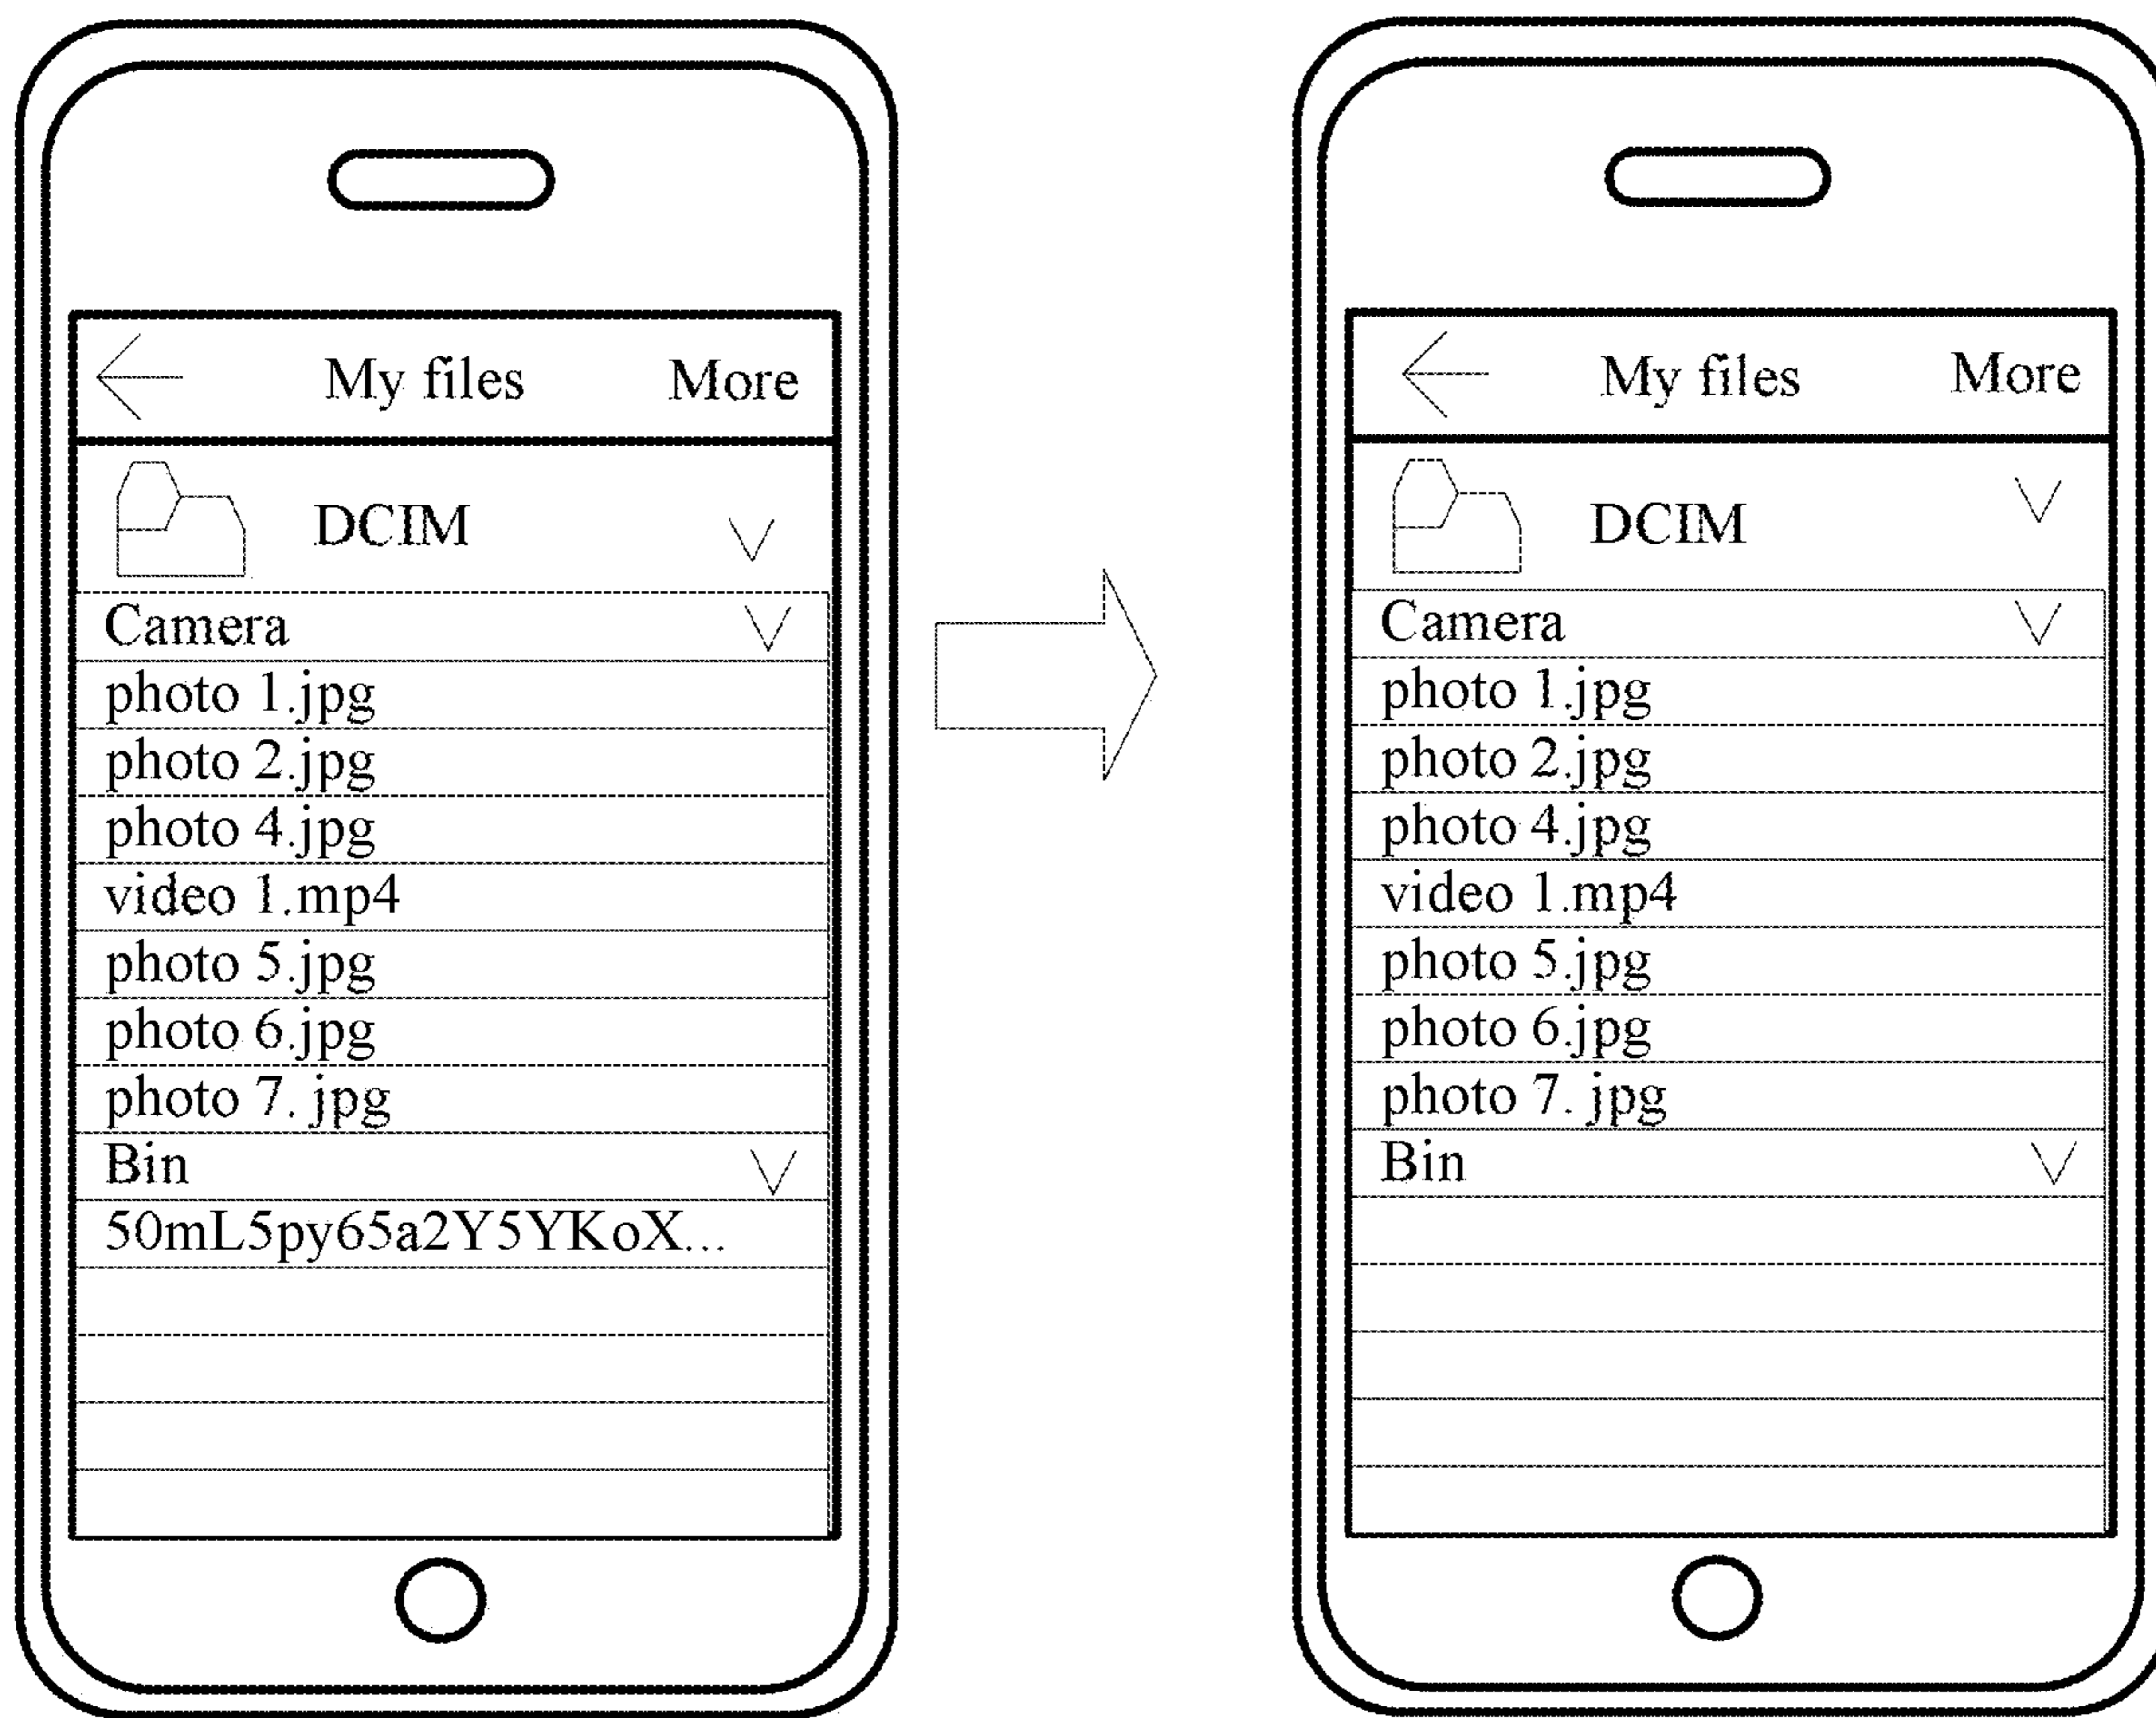 My files More
DCIM
Camera
photo 1.jpg
photo 2.jpg
photo 4.jpg
video 1.mp4
photo 5.jpg
photo 6.jpg
photo 7. jpg
Bin
50mL5py65a2Y5YKoX...
My files More
DCIM
Camera
photo 1.jpg
photo 2.jpg
photo 4.jpg
video 1.mp4
photo 5.jpg
photo 6.jpg
photo 7. jpg
Bin